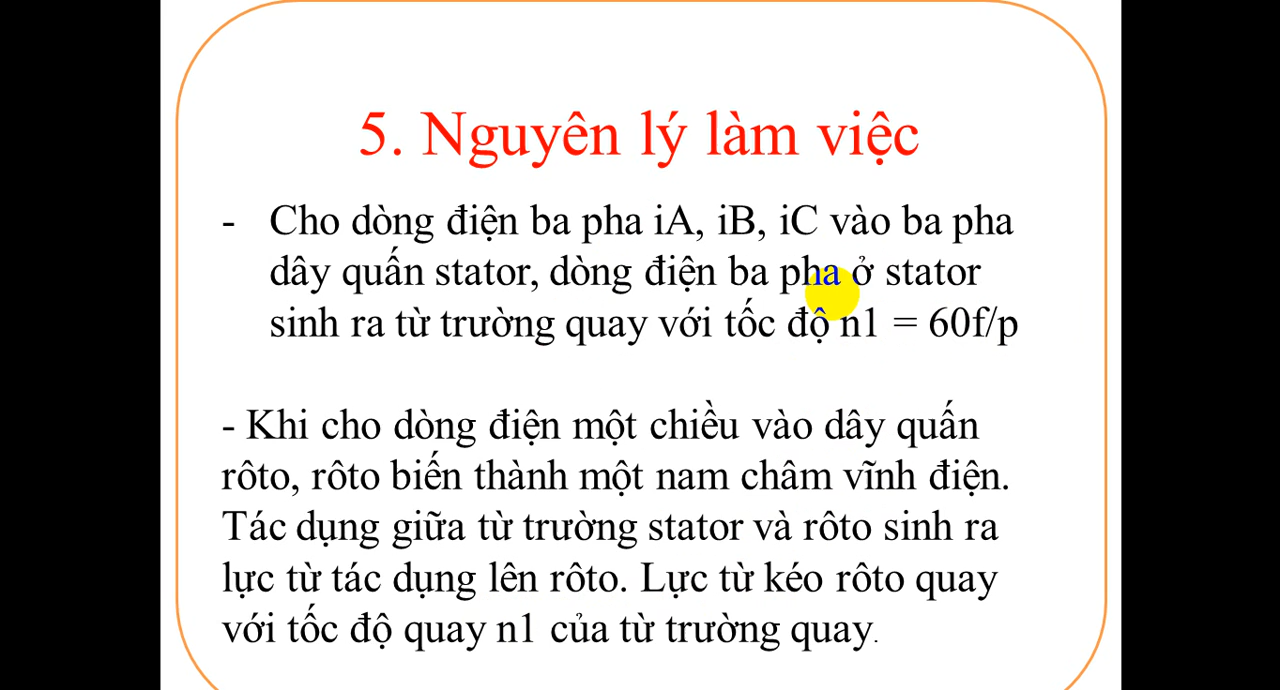 5. Nguyên lý làm việc
- Cho dòng điện ba pha iA, iB, iC vào ba pha
dây quấn stator, dòng điện ba pha ở stator
sinh ra từ trường quay với tốc độ n1 = 60f/p
- Khi cho dòng điện một chiều vào dây quấn
rôto, rôto biến thành một nam châm vĩnh điện.
Tác dụng giữa từ trường stator và rôto sinh ra
lực từ tác dụng lên rôto. Lực từ kéo rôto quay
với tốc độ quay n1 của từ trường quay.